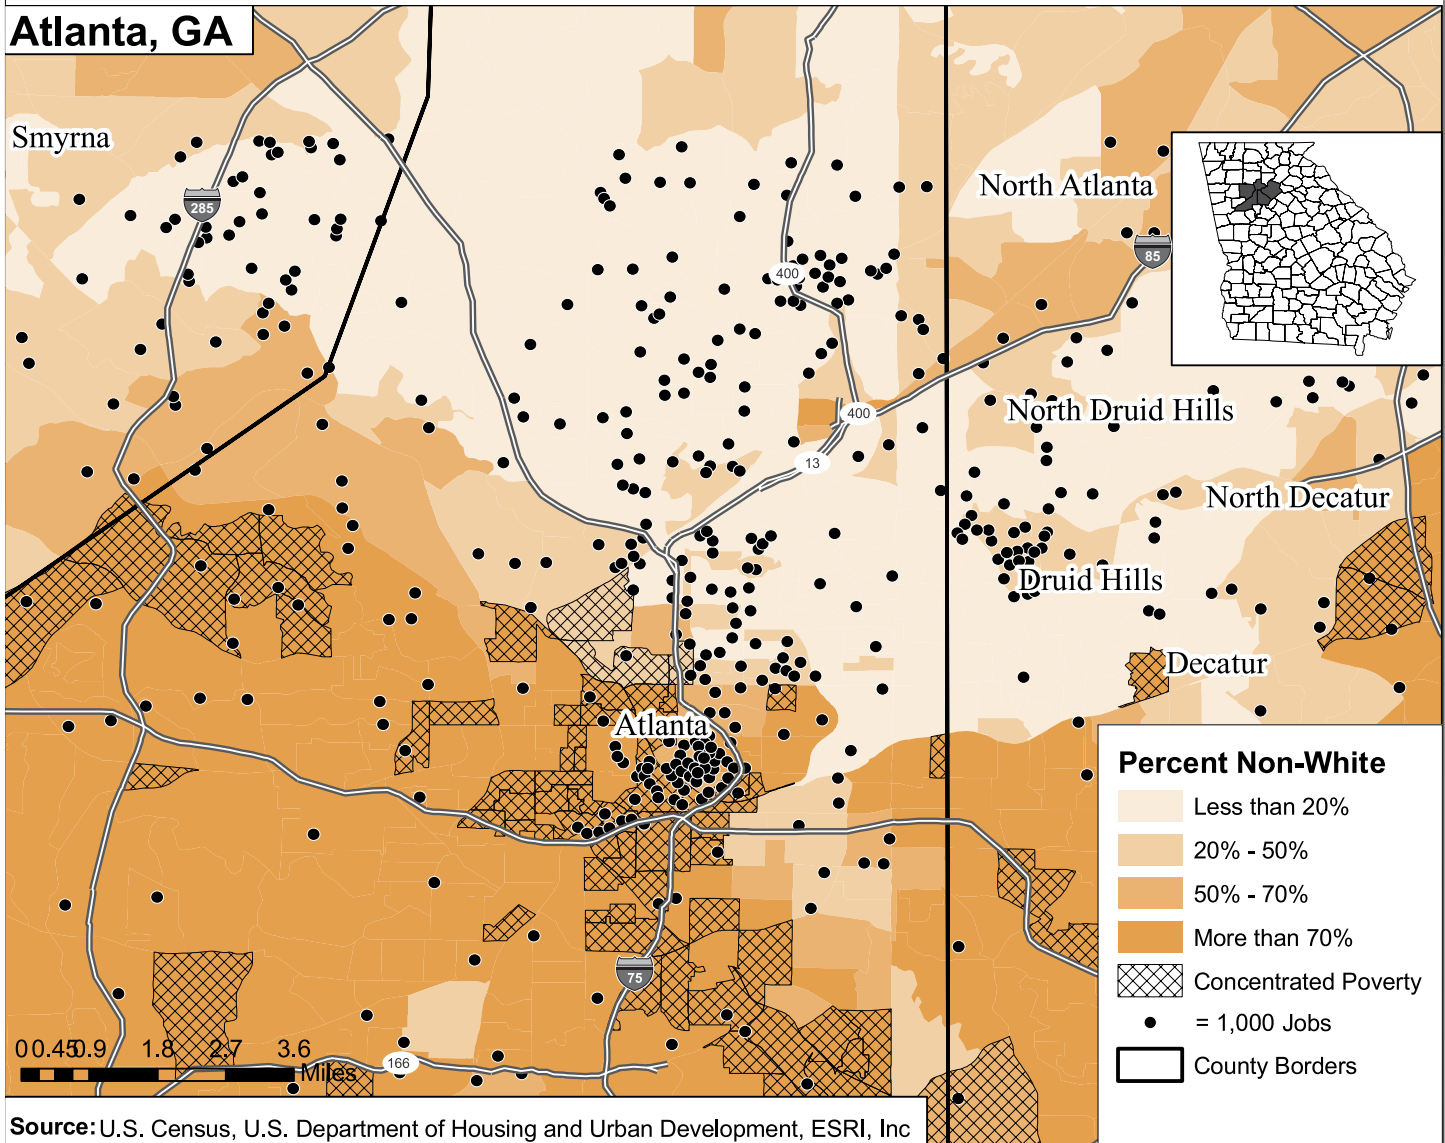 Atlanta, GA
Smyrna
285
North Atlanta
85
400
400
North Druid Hills
13
North Decatur
Druid Hills
Decatur
Atlanta
75
166
Percent Non-White
Less than 20%
20% - 50%
50% - 70%
More than 70%
Concentrated Poverty
= 1,000 Jobs
County Borders
0 0.45 0.9 1.8 2.7 3.6
Miles
Source: U.S. Census, U.S. Department of Housing and Urban Development, ESRI, Inc